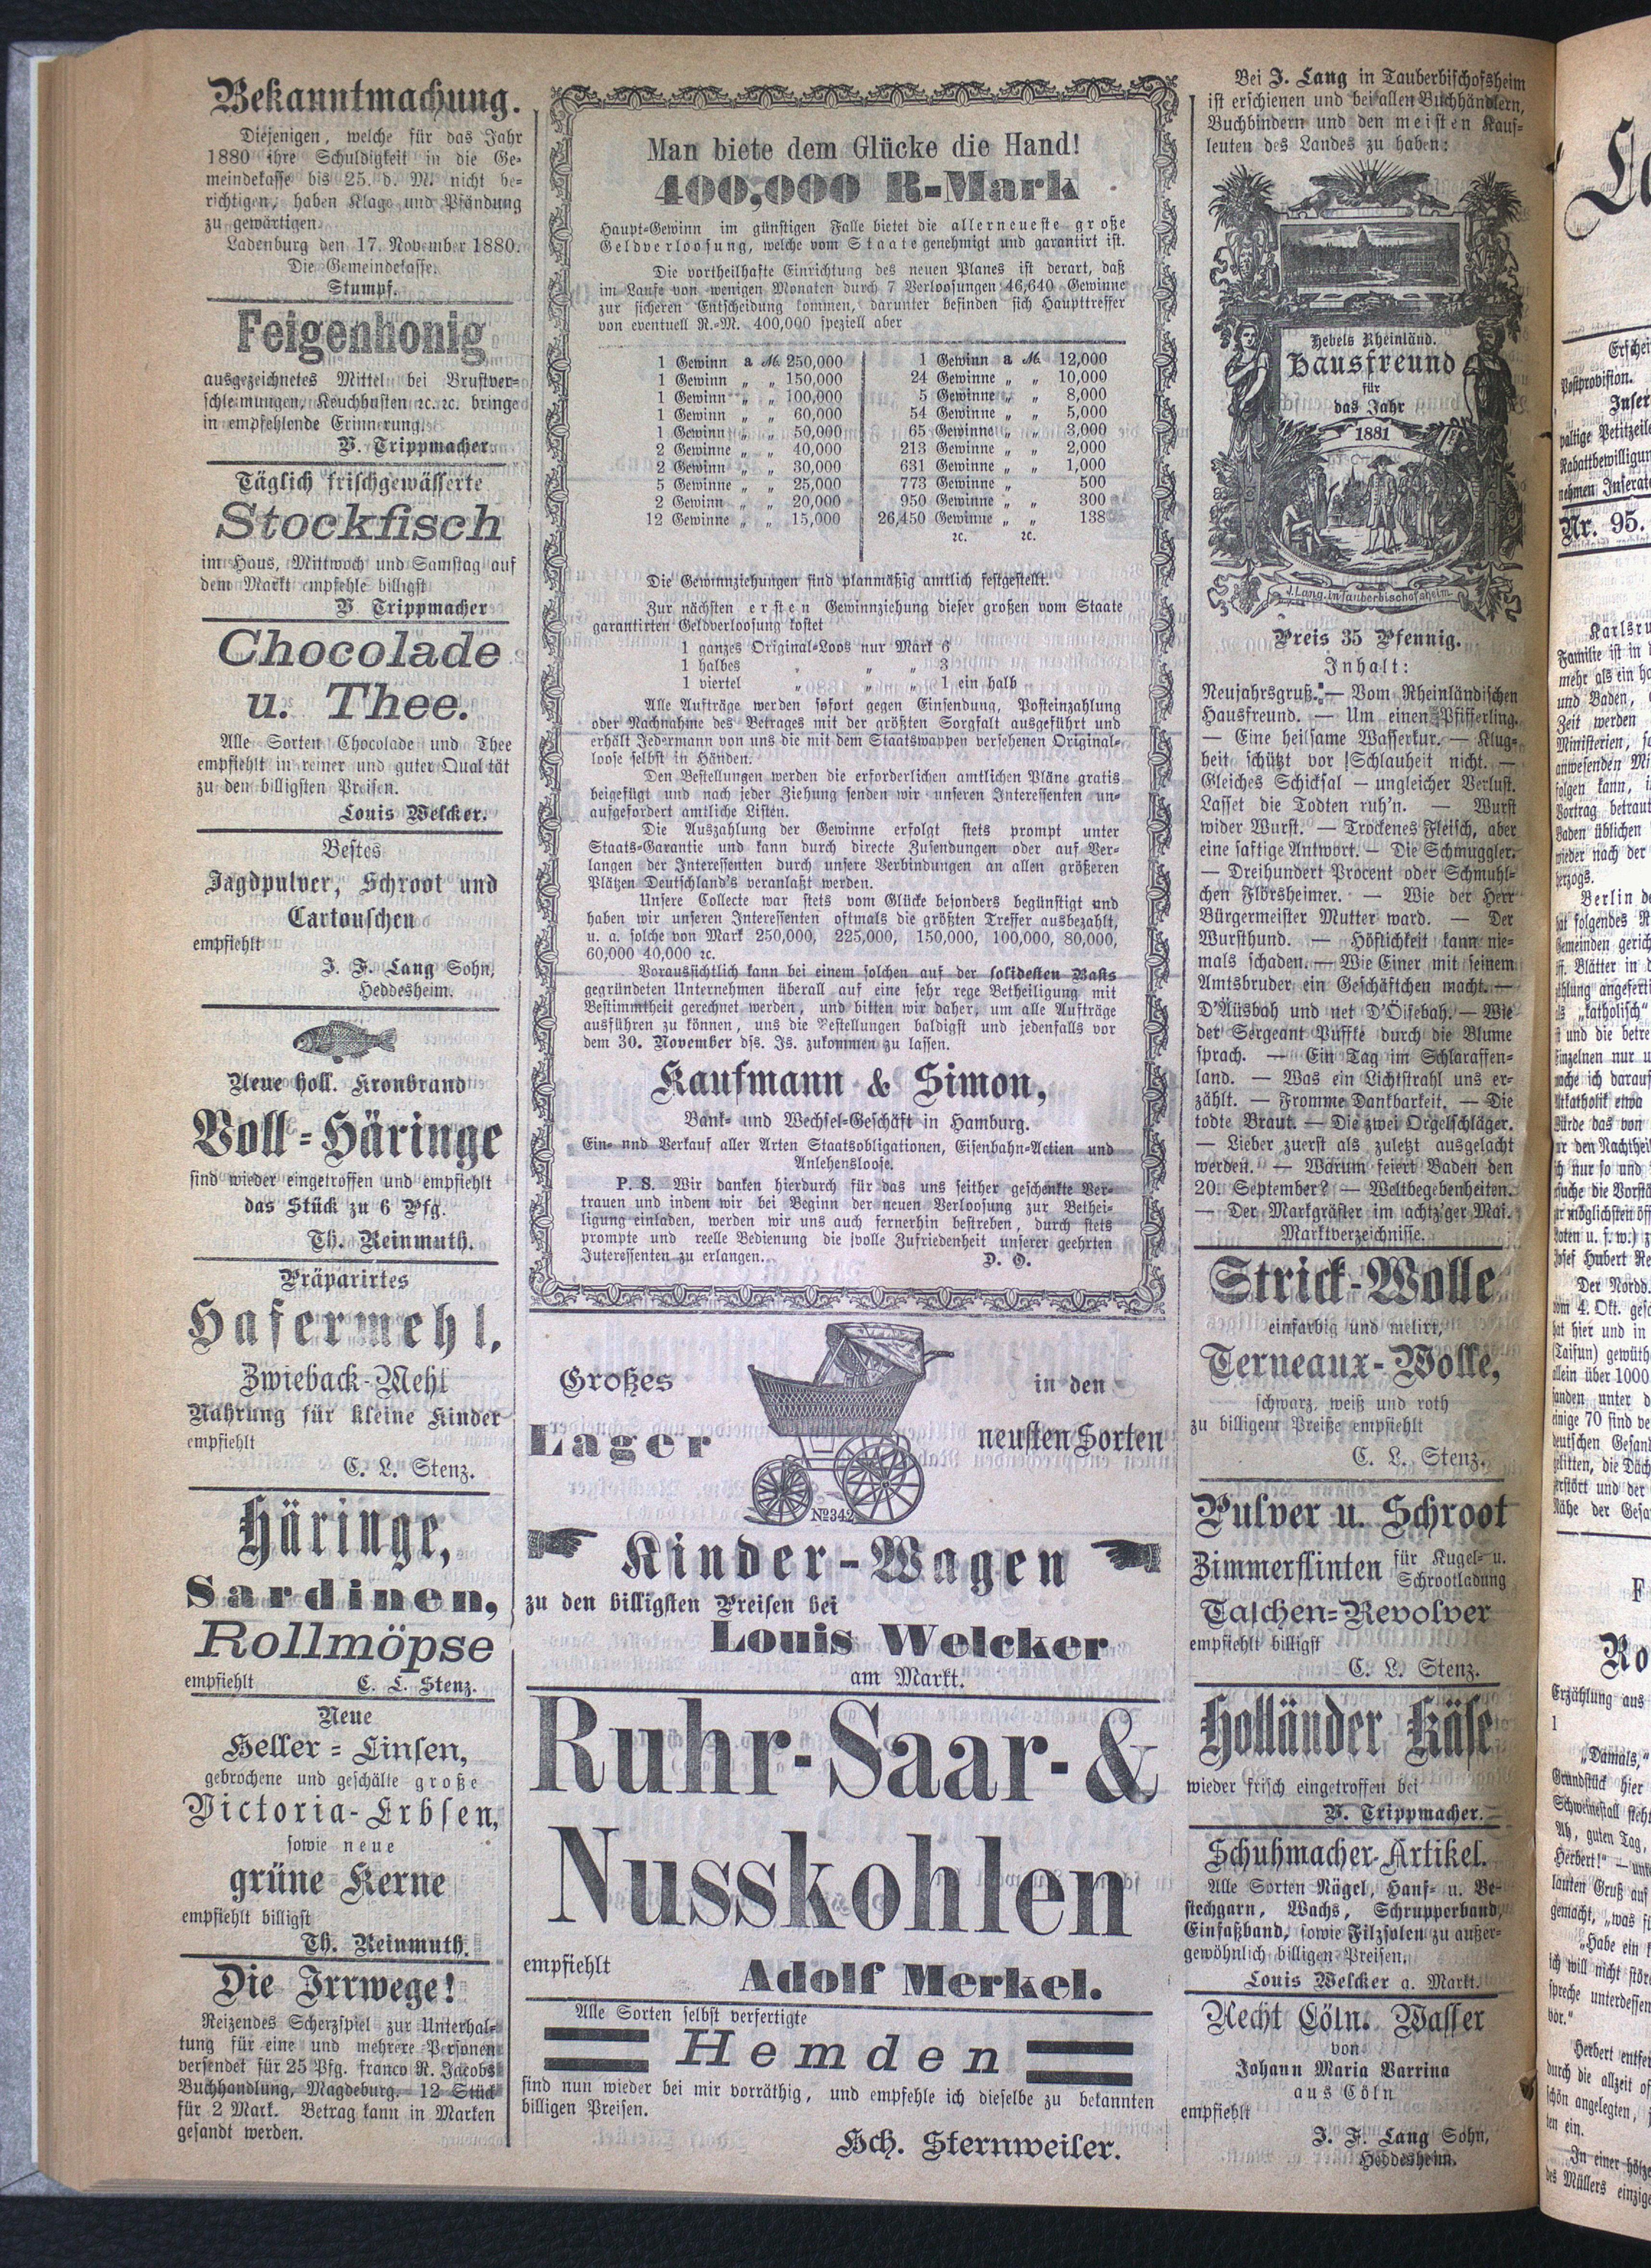 Bekanntmachung.
Diejenigen, welche für das Jahr
1880 ihre Schuldigkeit in die Ge-
meindekasse bis 25. d. M. nicht be-
richtigen, haben Klage und Pfändung
zu gewärtigen.
Ladenburg den 17. November 1880.
Die Gemeindekasse.
Stumpf.
Feigenhonig
ausgezeichnetes Mittel bei Brustver-
schleimungen, Keuchhusten ꝛc. ꝛc. bringe
in empfehlende Erinnerung.
V. Trippmacher.
Täglich frischgewässerte
Stockfisch
im Haus, Mittwoch und Samstag auf
dem Markt empfehle billigst
V. Trippmacher
Chocolade
u. Thee.
Alle Sorten Chocolade und Thee
empfiehlt in reiner und guter Qualität
zu den billigsten Preisen.
Louis Welcker.
Bestes
Jagdpulver, Schroot und
Cartouschen
empfiehlt
J. F. Lang Sohn,
Heddesheim.
Neue holl. Kronbrand
Voll-Häringe
sind wieder eingetroffen und empfiehlt
das Stück zu 6 Pfg.
Th. Reinmuth.
Präparirtes
Hafermehl,
Zwieback-Mehl
Nahrung für kleine Kinder
empfiehlt
C. L. Stenz.
Häringe,
Sardinen,
Rollmöpse
empfiehlt C. L. Stenz.
Neue
Heller-Linsen,
gebrochene und geschälte große
Victoria-Erbsen,
sowie neue
grüne Kerne
empfiehlt billigst
Th. Reinmuth.
Die Irrwege!
Reizendes Scherzspiel zur Unterhal-
tung für eine und mehrere Personen
versendet für 25 Pfg. franco R. Jacobs
Buchhandlung, Magdeburg. 12 Stück
für 2 Mark. Betrag kann in Marken
gesandt werden.
Man biete dem Glücke die Hand!
400,000 R-Mark
Haupt-Gewinn im günstigen Falle bietet die allerneueste große
Geldverloosung, welche vom Staate genehmigt und garantirt ist.
Die vortheilhafte Einrichtung des neuen Planes ist derart, daß
im Laufe von wenigen Monaten durch 7 Verloosungen 46,640 Gewinne
zur sicheren Entscheidung kommen, darunter befinden sich Haupttreffer
von eventuell R.-M. 400,000 speziell aber
1 Gewinn a M. 250,000
1 Gewinn „ „ 150,000
1 Gewinn „ „ 100,000
1 Gewinn „ „ 60,000
1 Gewinn „ „ 50,000
2 Gewinne „ „ 40,000
2 Gewinn „ „ 30,000
5 Gewinne „ „ 25,000
2 Gewinn „ „ 20,000
12 Gewinne „ „ 15,000
1 Gewinn a M. 12,000
24 Gewinne „ „ 10,000
5 Gewinne „ „ 8,000
54 Gewinne „ „ 5,000
65 Gewinne „ „ 3,000
213 Gewinne „ „ 2,000
631 Gewinne „ „ 1,000
773 Gewinne „ 500
950 Gewinne „ „ 300
26,450 Gewinne „ „ 138
ꝛc. ꝛc.
Die Gewinnziehungen sind planmäßig amtlich festgestellt.
Zur nächsten ersten Gewinnziehung dieser großen vom Staate
garantirten Geldverloosung kostet
1 ganzes Original-Loos nur Mark 6
1 halbes „ „ „ 3
1 viertel „ „ „ 1 ein halb
Alle Aufträge werden sofort gegen Einsendung, Posteinzahlung
oder Nachnahme des Betrages mit der größten Sorgfalt ausgeführt und
erhält Jedermann von uns die mit dem Staatswappen versehenen Original-
loose selbst in Händen.
Den Bestellungen werden die erforderlichen amtlichen Pläne gratis
beigefügt und nach jeder Ziehung senden wir unseren Interessenten un-
aufgefordert amtliche Listen.
Die Auszahlung der Gewinne erfolgt stets prompt unter
Staats-Garantie und kann durch directe Zusendungen oder auf Ver-
langen der Interessenten durch unsere Verbindungen an allen größeren
Plätzen Deutschland's veranlaßt werden.
Unsere Collecte war stets vom Glücke besonders begünstigt und
haben wir unseren Interessenten oftmals die größten Treffer ausbezahlt,
u. a. solche von Mark 250,000, 225,000, 150,000, 100,000, 80,000,
60,000 40,000 ꝛc.
Voraussichtlich kann bei einem solchen auf der solidesten Basis
gegründeten Unternehmen überall auf eine sehr rege Betheiligung mit
Bestimmtheit gerechnet werden, und bitten wir daher, um alle Aufträge
ausführen zu können, uns die Bestellungen baldigst und jedenfalls vor
dem 30. November ds. Js. zukommen zu lassen.
Kaufmann & Simon,
Bank- und Wechsel-Geschäft in Hamburg.
Ein- und Verkauf aller Arten Staatsobligationen, Eisenbahn-Actien und
Anlehensloose.
P. S. Wir danken hierdurch für das uns seither geschenkte Ver-
trauen und indem wir bei Beginn der neuen Verloosung zur Bethei-
ligung einladen, werden wir uns auch fernerhin bestreben, durch stets
prompte und reelle Bedienung die volle Zufriedenheit unserer geehrten
Interessenten zu erlangen. D. O.
Großes in den
Lager neusten Sorten
No342
Kinder-Wagen
zu den billigsten Preisen bei
Louis Welcker
am Markt.
Ruhr-Saar-&
Nusskohlen
empfiehlt
Adolf Merkel.
Alle Sorten selbst verfertigte
Hemden
sind nun wieder bei mir vorräthig, und empfehle ich dieselbe zu bekannten
billigen Preisen.
Hch. Sternweiler.
Bei J. Lang in Tauberbischofsheim
ist erschienen und bei allen Buchhändlern,
Buchbindern und den meisten Kauf-
leuten des Landes zu haben:
Hebels Rheinländ.
Hausfreund
für
das Jahr
1881
J. Lang. in Tauberbischofsheim
Preis 35 Pfennig.
Inhalt:
Neujahrsgruß. — Vom Rheinländischen
Hausfreund. — Um einen Pfifferling.
— Eine heilsame Wasserkur. — Klug-
heit schützt vor Schlauheit nicht. —
Gleiches Schicksal — ungleicher Verlust.
Lasset die Todten ruh'n. — Wurst
wider Wurst. — Trockenes Fleisch, aber
eine saftige Antwort. — Die Schmuggler.
— Dreihundert Procent oder Schmuhl-
chen Flörsheimer. — Wie der Herr
Bürgermeister Mutter ward. — Der
Wursthund. — Höflichkeit kann nie-
mals schaden. — Wie Einer mit seinem
Amtsbruder ein Geschäftchen macht. —
D'Äüsbah und net D'Öisebah. — Wie
der Sergeant Puffke durch die Blume
sprach. — Ein Tag im Schlaraffen-
land. — Was ein Lichtstrahl uns er-
zählt. — Fromme Dankbarkeit. — Die
todte Braut. — Die zwei Orgelschläger.
— Lieber zuerst als zuletzt ausgelacht
werden. — Warum feiert Baden den
20. September? — Weltbegebenheiten.
— Der Markgräfler im achtz'ger Mai.
Marktverzeichnisse.
Strick-Wolle
einfarbig und melirt,
Terneaux-Wolle,
schwarz, weiß und roth
zu billigem Preiße empfiehlt
C. L. Stenz.
Pulver u. Schroot
Zimmerflinten für Kugel- u.
Schrootladung
Taschen-Revolver
empfiehlt billigst
C. L. Stenz.
Holländer Käse
wieder frisch eingetroffen bei
V. Trippmacher.
Schuhmacher-Artikel.
Alle Sorten Nägel, Hanf- u. Be-
stechgarn, Wachs, Schrupperband,
Einfaßband, sowie Filzsolen zu außer-
gewöhnlich billigen Preisen.
Louis Welcker a. Markt.
Aecht Cöln. Wasser
von
Johann Maria Varrina
aus Cöln
empfiehlt
J. F. Lang Sohn,
Heddesheim.
Nr. 95.